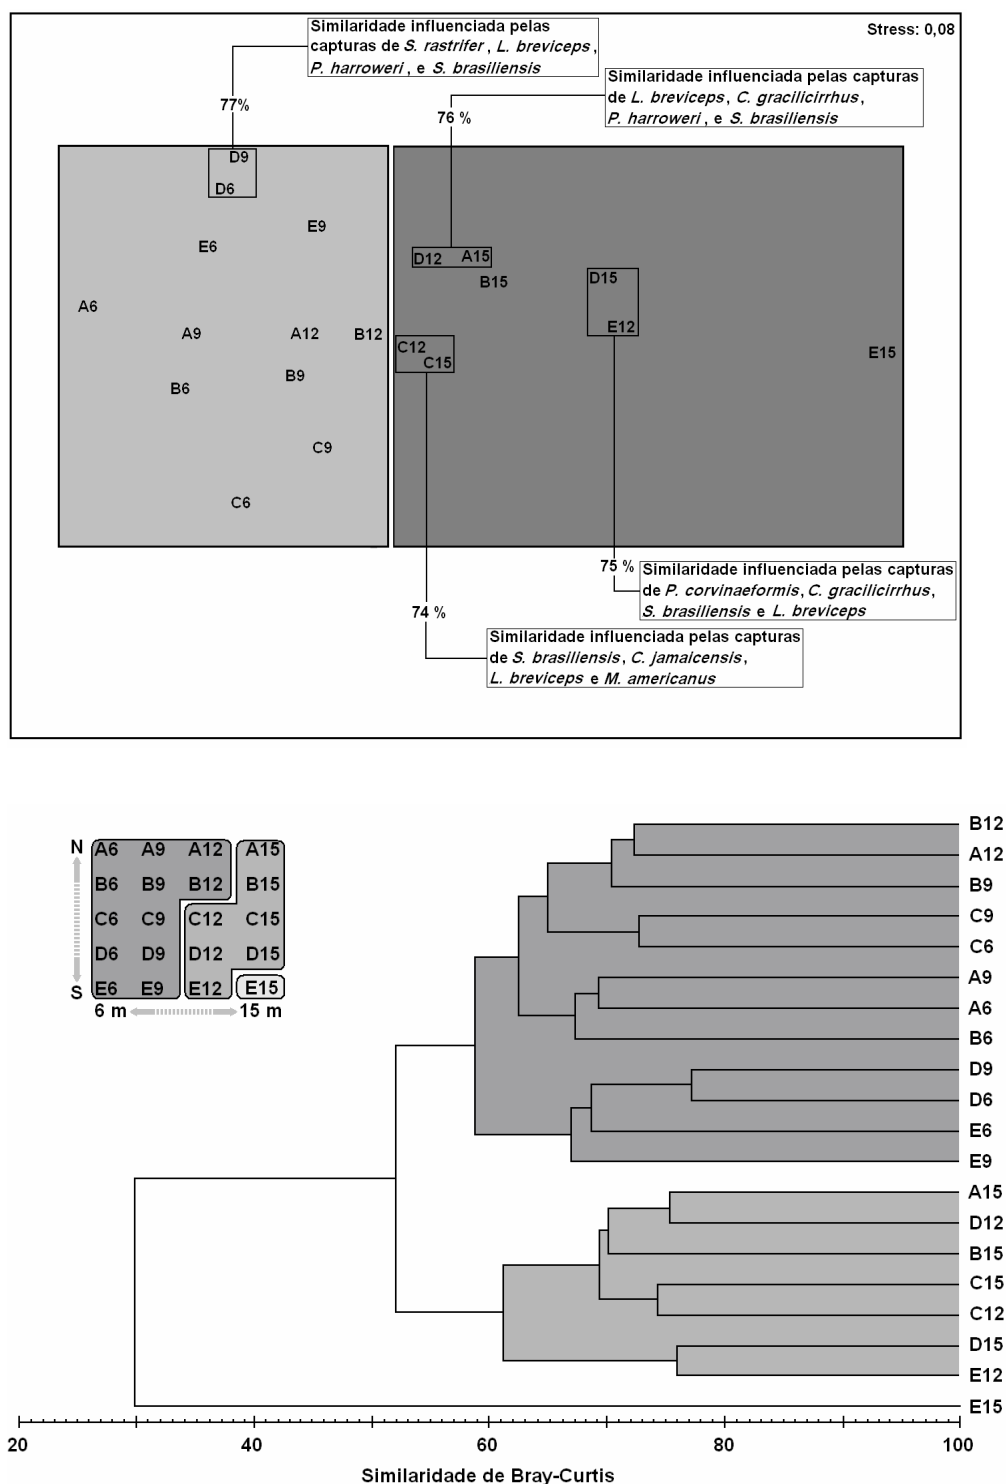 Similaridade influenciada pelas
capturas de S. rastrifer, L. breviceps,
P. harroweri, e S. brasiliensis
Stress: 0,08
Similaridade influenciada pelas capturas
de L. breviceps, C. gracilicirrhus,
P. harroweri, e S. brasiliensis
77%
76 %
D9
D6
E9
E6
D12 A15
B15
D15
A6
E12
A9 A12 B12
C12
E15
C15
B9
B6
C9
C6
75 %
Similaridade influenciada pelas capturas
de P. corvinaeformis, C. gracilicirrhus,
S. brasiliensis e L. breviceps
74 %
Similaridade influenciada pelas capturas
de S. brasiliensis, C. jamaicensis,
L. breviceps e M. americanus
N
A6 A9 A12 A15
B6 B9 B12 B15
C6 C9 C12 C15
D6 D9 D12 D15
S
E6 E9 E12 E15
6 m 15 m
B12
A12
B9
C9
C6
A9
A6
B6
D9
D6
E6
E9
A15
D12
B15
C15
C12
D15
E12
E15
20 40 60 80 100
Similaridade de Bray-Curtis